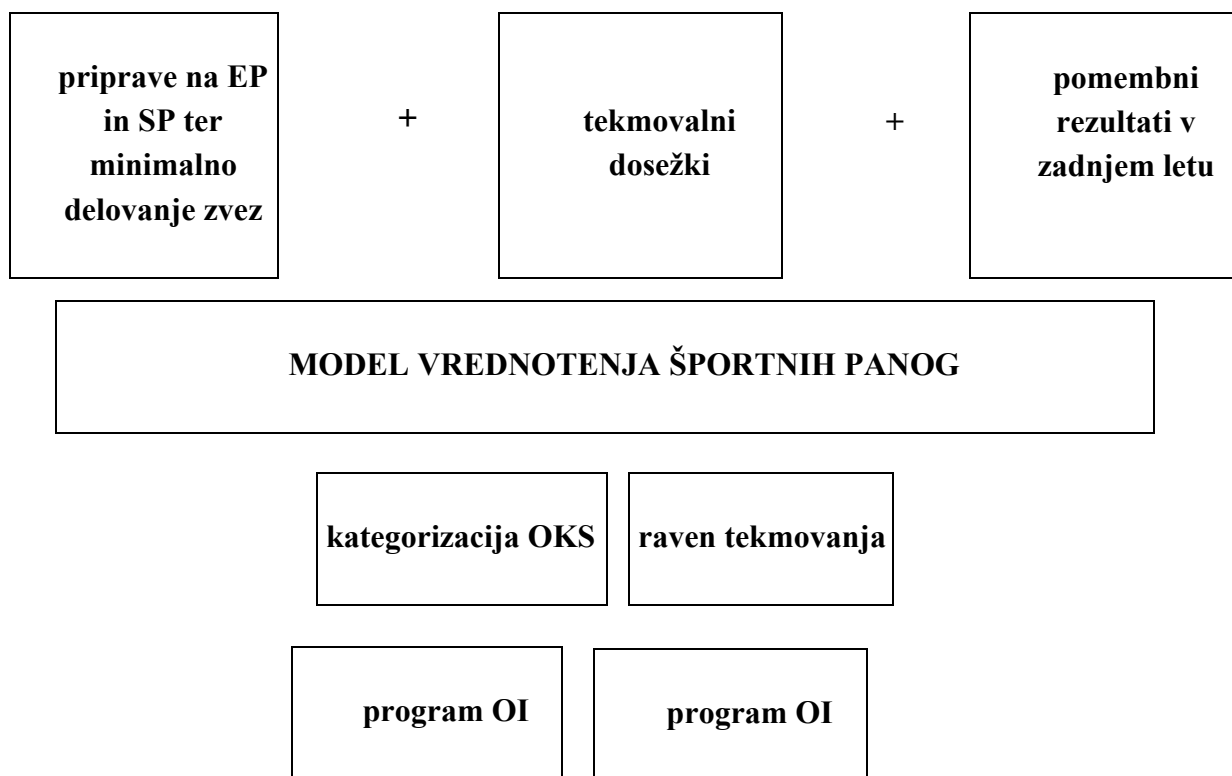 priprave na EP
in SP ter
minimalno
delovanje zvez
+
tekmovalni
dosežki
+
pomembni
rezultati v
zadnjem letu
MODEL VREDNOTENJA ŠPORTNIH PANOG
kategorizacija OKS
raven tekmovanja
program OI
program OI